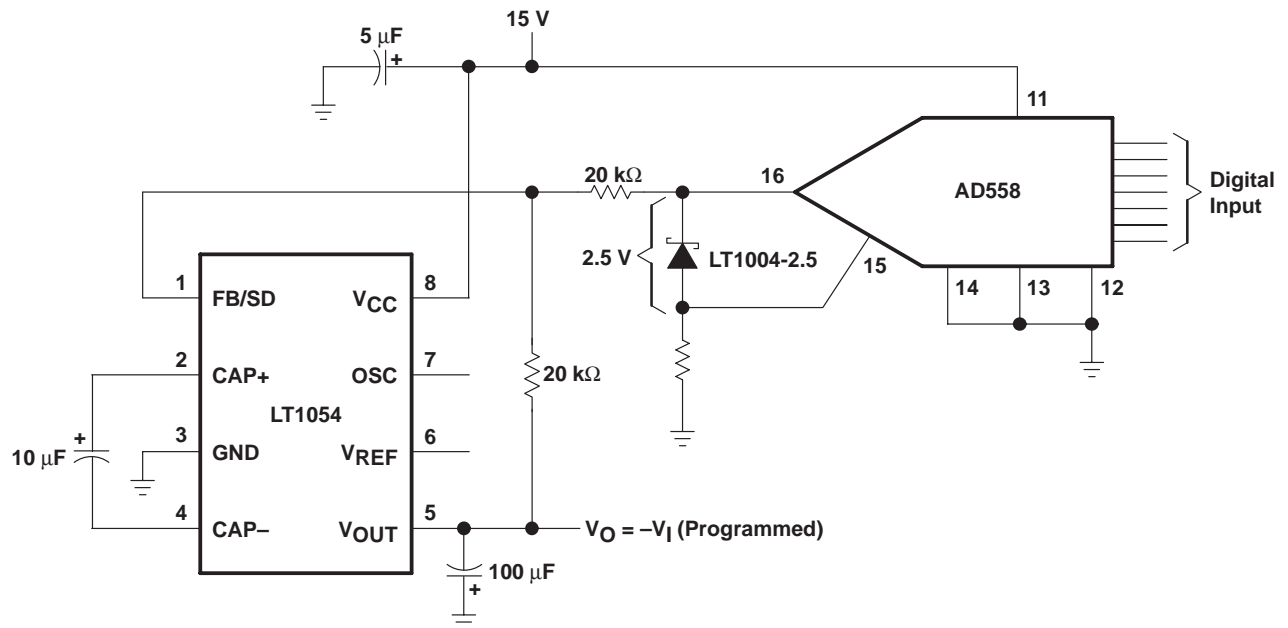 15 V
5 μF
+
11
20 kΩ
16
AD558
Digital
Input
2.5 V
LT1004-2.5
15
14
13
12
1
FB/SD
VCC
8
2
CAP+
OSC
7
20 kΩ
LT1054
+
10 μF
3
GND
VREF
6
4
CAP–
VOUT
5
VO = –VI (Programmed)
100 μF
+